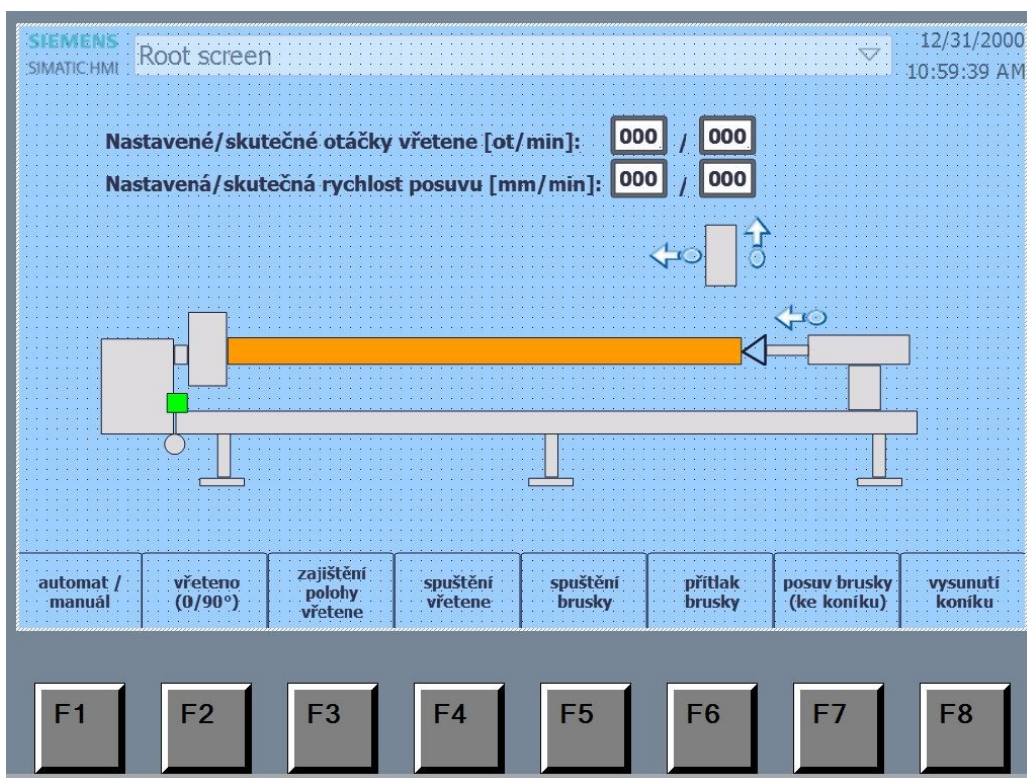 SIEMENS
SIMATIC HMI
Root screen
12/31/2000
10:59:39 AM
Nastavené/skutečné otáčky vřetene [ot/min]: 000 / 000
Nastavená/skutečná rychlost posuvu [mm/min]: 000 / 000
automat /
manuál
vřeteno
(0/90°)
zajištění
polohy
vřetene
spuštění
vřetene
spuštění
brusky
přítlak
brusky
posuv brusky
(ke koníku)
vysunutí
koníku
F1
F2
F3
F4
F5
F6
F7
F8